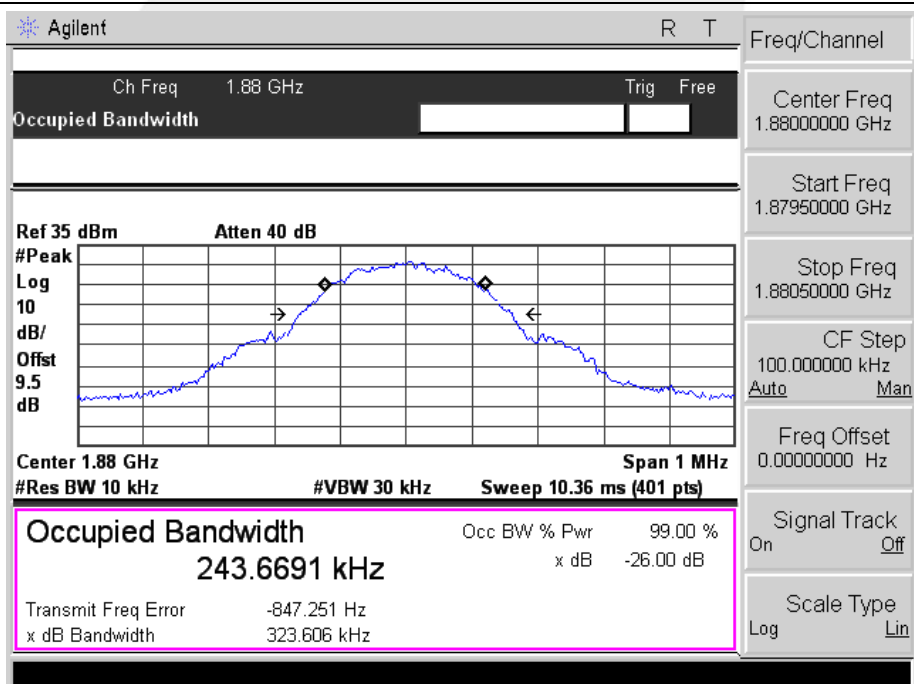 Agilent R T
Ch Freq 1.88 GHz Trig Free
Occupied Bandwidth
Ref 35 dBm Atten 40 dB
#Peak
Log
10
dB/
Offst
9.5
dB
Center 1.88 GHz Span 1 MHz
#Res BW 10 kHz #VBW 30 kHz Sweep 10.36 ms (401 pts)
Occupied Bandwidth Occ BW % Pwr 99.00 %
243.6691 kHz x dB -26.00 dB
Transmit Freq Error -847.251 Hz
x dB Bandwidth 323.606 kHz
Freq/Channel
Center Freq
1.88000000 GHz
Start Freq
1.87950000 GHz
Stop Freq
1.88050000 GHz
CF Step
100.000000 kHz
Auto Man
Freq Offset
0.00000000 Hz
Signal Track
On Off
Scale Type
Log Lin